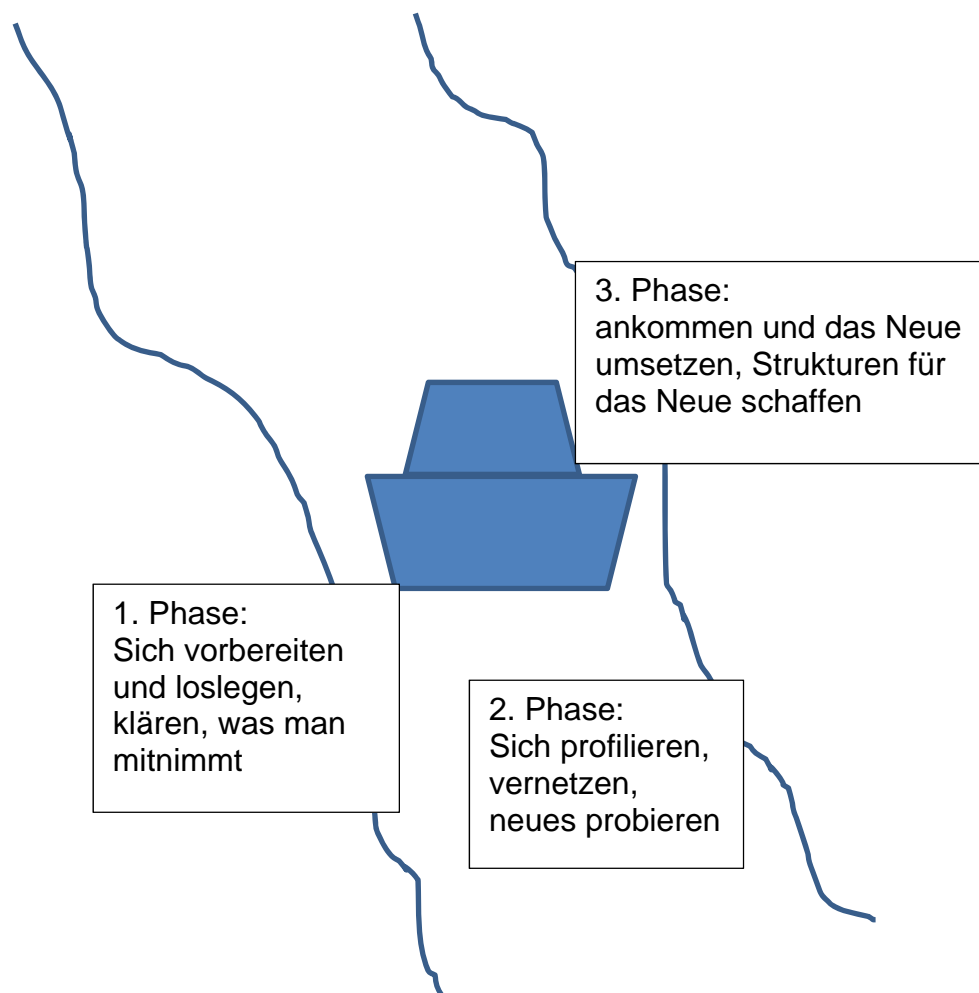 3. Phase:
ankommen und das Neue
umsetzen, Strukturen für
das Neue schaffen
1. Phase:
Sich vorbereiten
und loslegen,
klären, was man
mitnimmt
2. Phase:
Sich profilieren,
vernetzen,
neues probieren